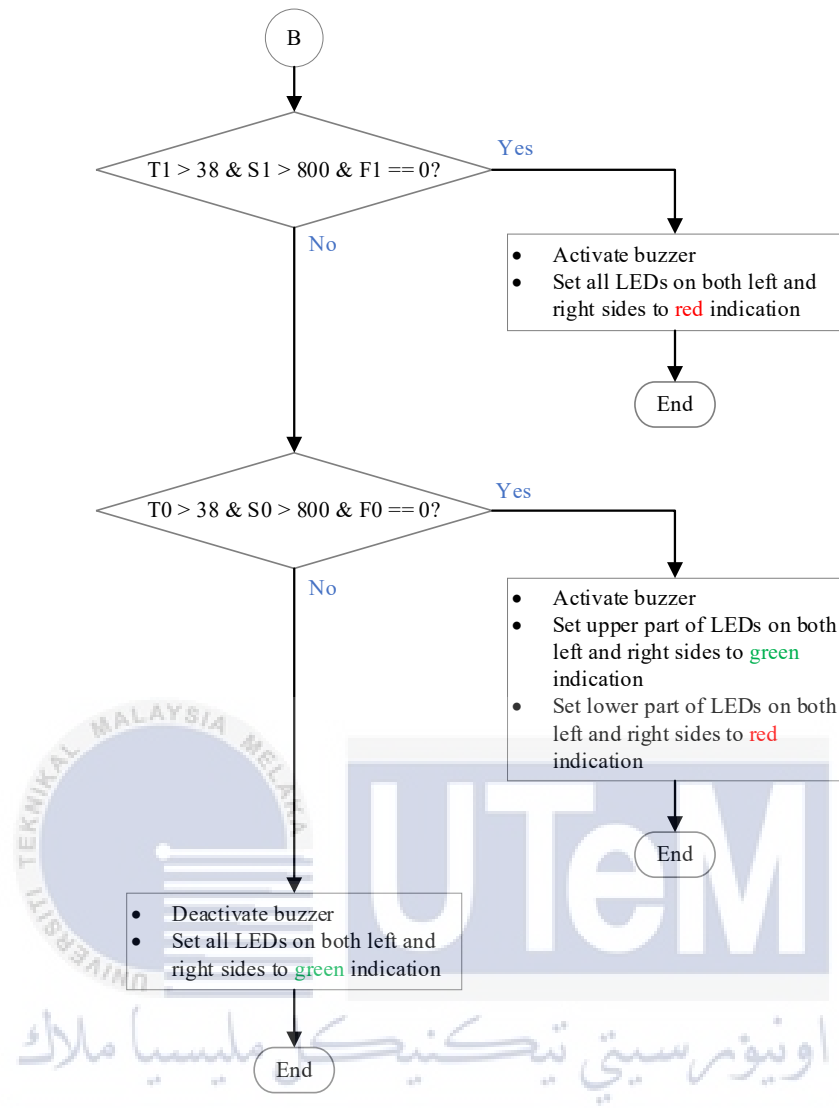 B
T1 > 38 & S1 > 800 & F1 == 0?
Yes
No
• Activate buzzer
• Set all LEDs on both left and
right sides to red indication
End
T0 > 38 & S0 > 800 & F0 == 0?
Yes
No
• Activate buzzer
• Set upper part of LEDs on both
left and right sides to green
indication
• Set lower part of LEDs on both
left and right sides to red
indication
End
• Deactivate buzzer
• Set all LEDs on both left and
right sides to green indication
End
UNIVERSITI TEKNIKAL MALAYSIA MELAKA
UTeM
اونيۏرسيتي تيكنيكل مليسيا ملاك